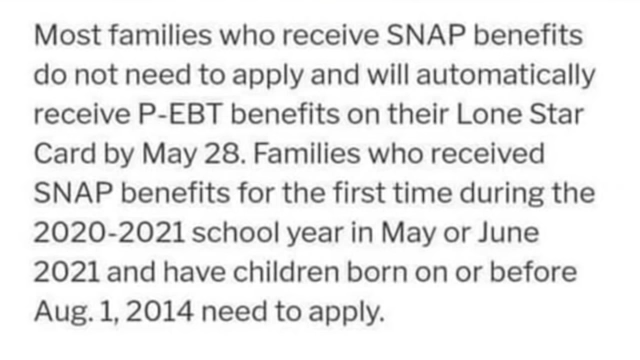 Most families who receive SNAP benefits
do not need to apply and will automatically
receive P-EBT benefits on their Lone Star
Card by May 28. Families who received
SNAP benefits for the first time during the
2020-2021 school year in May or June
2021 and have children born on or before
Aug. 1, 2014 need to apply.